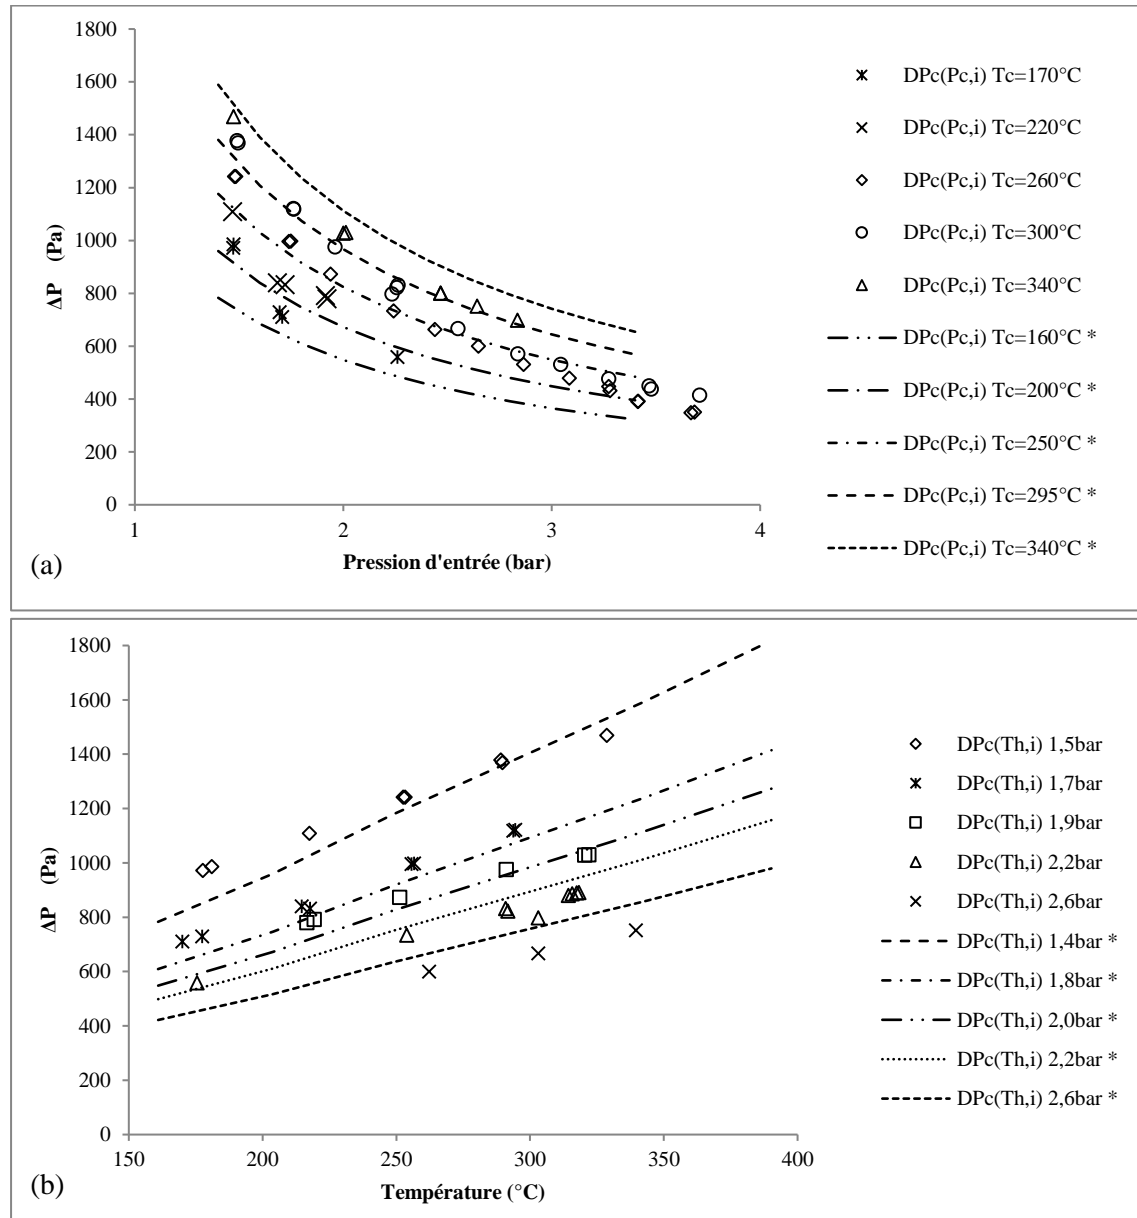 1800
1600
1400
1200
1000
800
600
400
200
0
ΔP (Pa)
1 2 3 4
Pression d'entrée (bar)
(a)
DPc(Pc,i) Tc=170°C
DPc(Pc,i) Tc=220°C
DPc(Pc,i) Tc=260°C
DPc(Pc,i) Tc=300°C
DPc(Pc,i) Tc=340°C
DPc(Pc,i) Tc=160°C *
DPc(Pc,i) Tc=200°C *
DPc(Pc,i) Tc=250°C *
DPc(Pc,i) Tc=295°C *
DPc(Pc,i) Tc=340°C *
1800
1600
1400
1200
1000
800
600
400
200
0
ΔP (Pa)
150 200 250 300 350 400
Température (°C)
(b)
DPc(Th,i) 1,5bar
DPc(Th,i) 1,7bar
DPc(Th,i) 1,9bar
DPc(Th,i) 2,2bar
DPc(Th,i) 2,6bar
DPc(Th,i) 1,4bar *
DPc(Th,i) 1,8bar *
DPc(Th,i) 2,0bar *
DPc(Th,i) 2,2bar *
DPc(Th,i) 2,6bar *